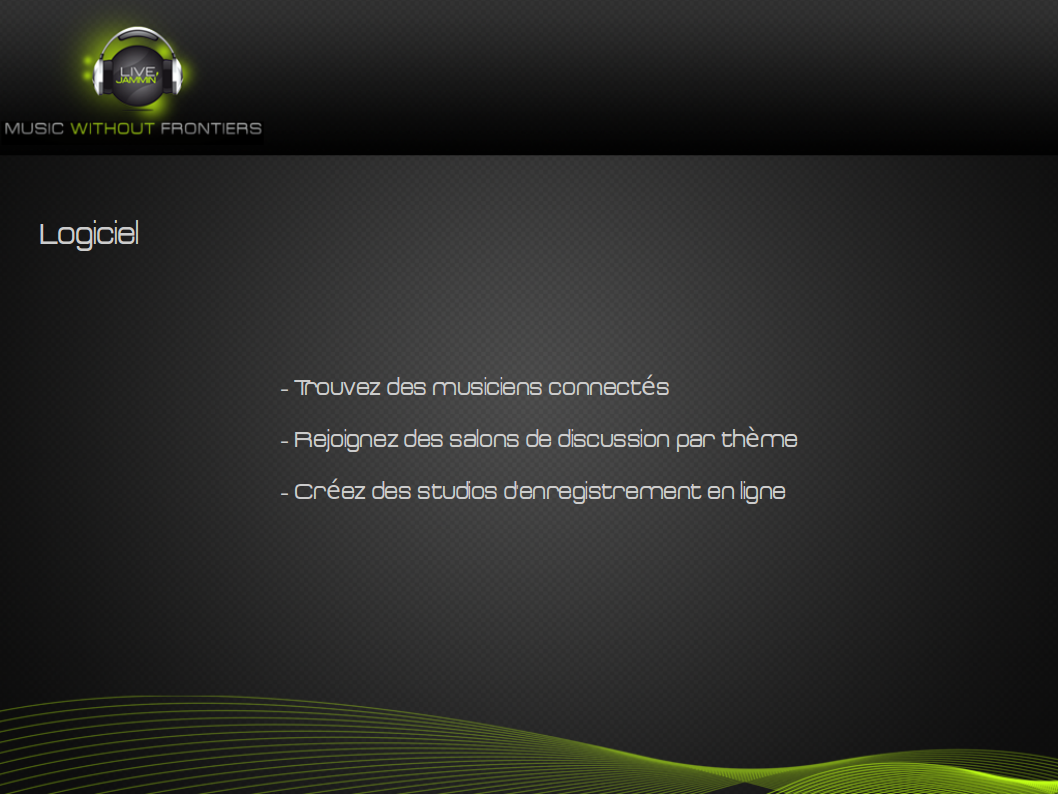 LIVE
JAMMIN'
MUSIC WITHOUT FRONTIERS
Logiciel
- Trouvez des musiciens connectés
- Rejoignez des salons de discussion par thème
- Créez des studios d'enregistrement en ligne